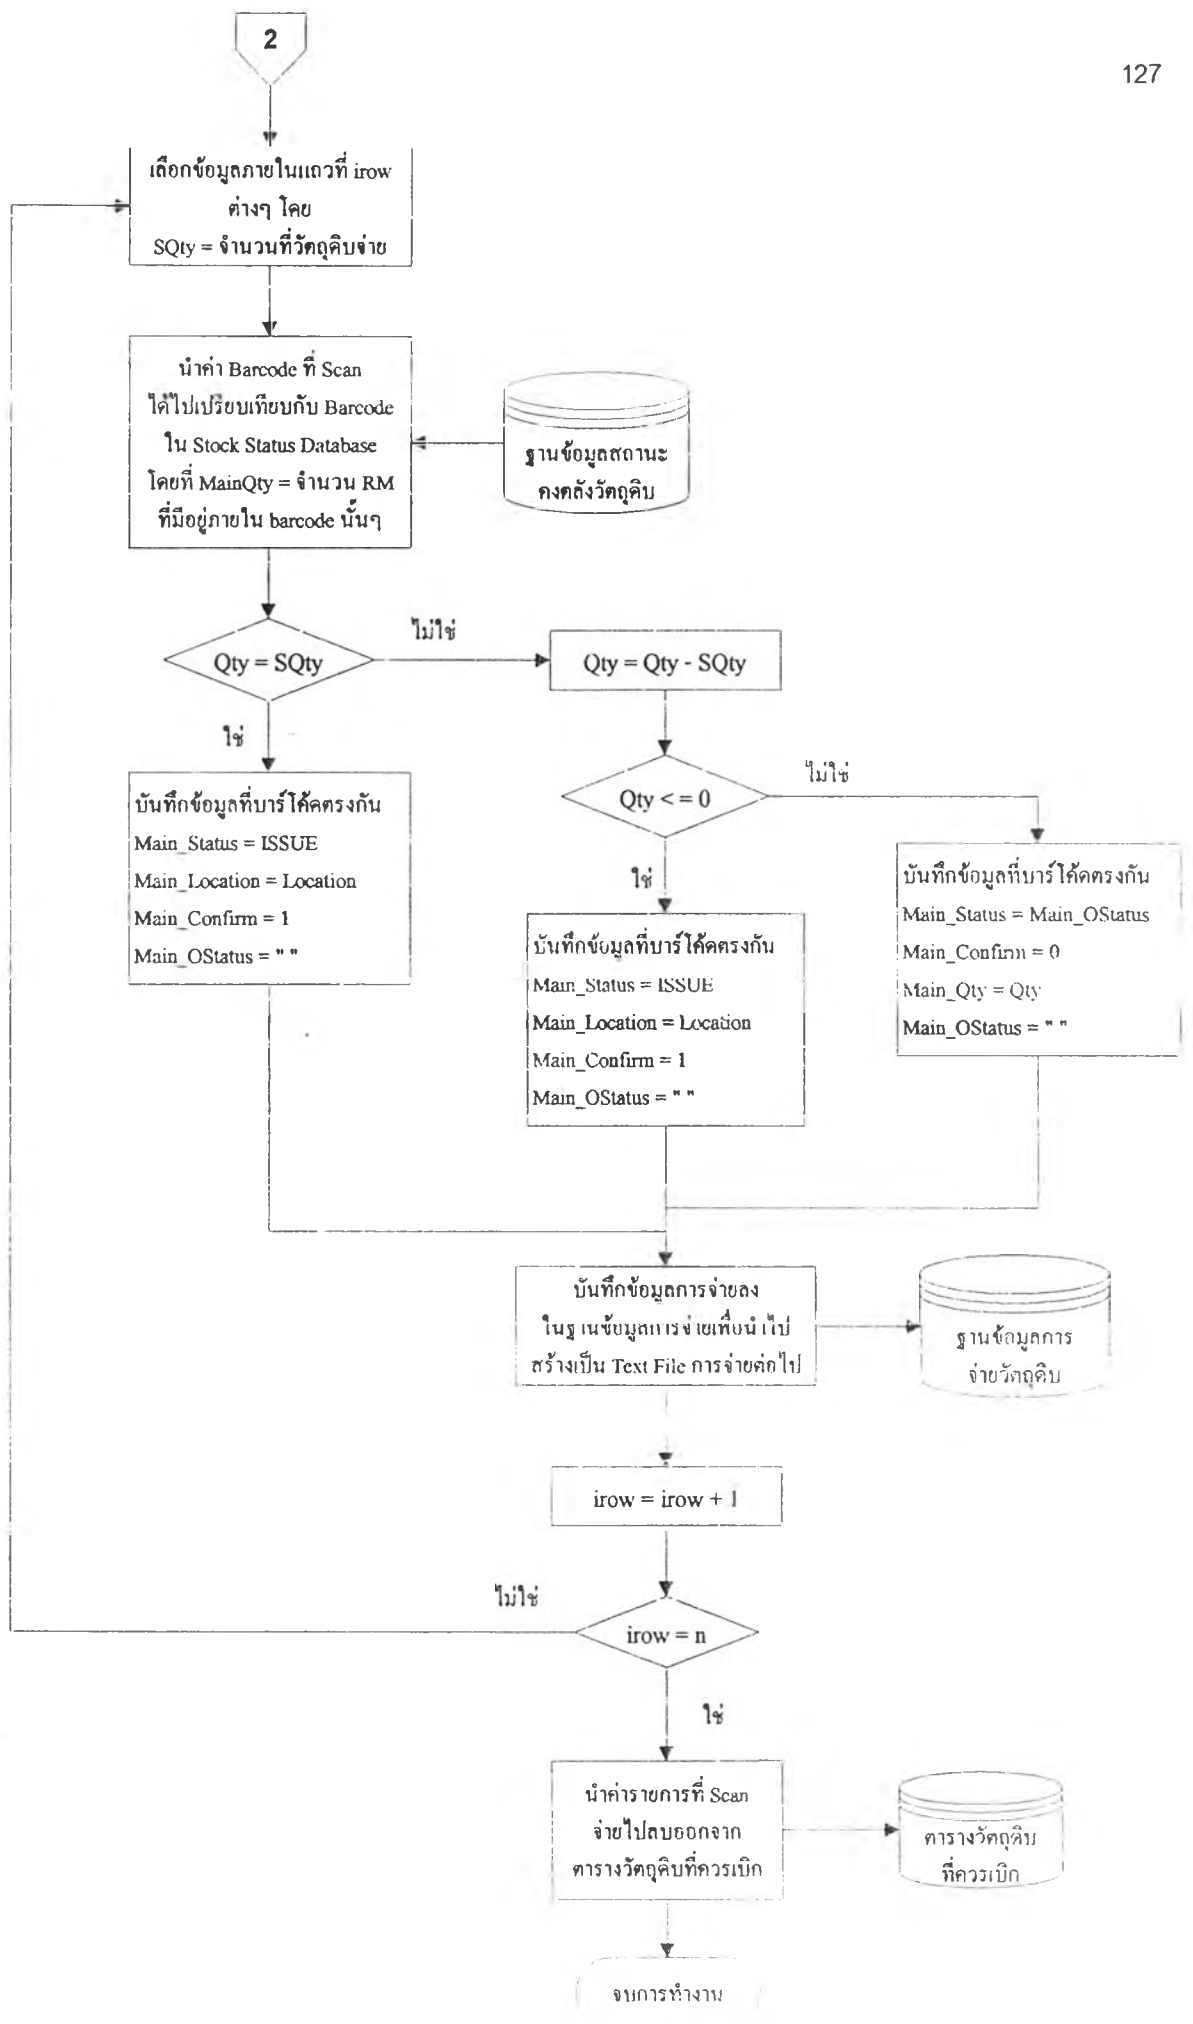 2
127
เลือกข้อมูลภายในแถวที่ irow
ต่างๆ โดย
SQty = จำนวนที่วัตถุดิบจ่าย
นำค่า Barcode ที่ Scan
ได้ไปเปรียบเทียบกับ Barcode
ใน Stock Status Database
โดยที่ MainQty = จำนวน RM
ที่มีอยู่ภายใน barcode นั้นๆ
ฐานข้อมูลสถานะ
คงคลังวัตถุดิบ
Qty = SQty
ไม่ใช่
Qty = Qty - SQty
ใช่
Qty < = 0
ไม่ใช่
บันทึกข้อมูลที่บาร์โค้ดตรงกัน
Main_Status = ISSUE
Main_Location = Location
Main_Confirm = 1
Main_OStatus = " "
ใช่
บันทึกข้อมูลที่บาร์โค้ดตรงกัน
Main_Status = ISSUE
Main_Location = Location
Main_Confirm = 1
Main_OStatus = " "
บันทึกข้อมูลที่บาร์โค้ดตรงกัน
Main_Status = Main_OStatus
Main_Confirm = 0
Main_Qty = Qty
Main_OStatus = " "
บันทึกข้อมูลการจ่ายลง
ในฐานข้อมูลการจ่ายเพื่อนำไป
สร้างเป็น Text File การจ่ายต่อไป
ฐานข้อมูลการ
จ่ายวัตถุดิบ
irow = irow + 1
ไม่ใช่
irow = n
ใช่
นำค่ารายการที่ Scan
จ่ายไปลบออกจาก
ตารางวัตถุดิบที่ควรเบิก
ตารางวัตถุดิบ
ที่ควรเบิก
จบการทำงาน